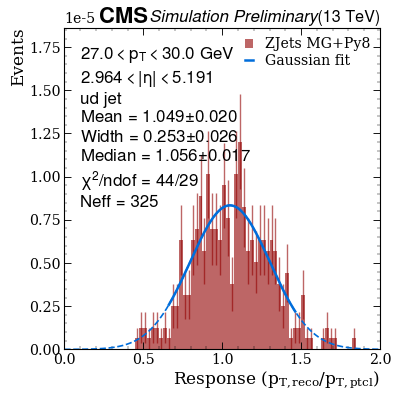 1e-5 CMS Simulation Preliminary (13 TeV)
Events
27.0 < p_T < 30.0 GeV
2.964 < |η| < 5.191
ud jet
Mean = 1.049±0.020
Width = 0.253±0.026
Median = 1.056±0.017
χ²/ndof = 44/29
Neff = 325
ZJets MG+Py8
Gaussian fit
1.75
1.50
1.25
1.00
0.75
0.50
0.25
0.00
0.0 0.5 1.0 1.5 2.0
Response (p_T,reco/p_T,ptcl)